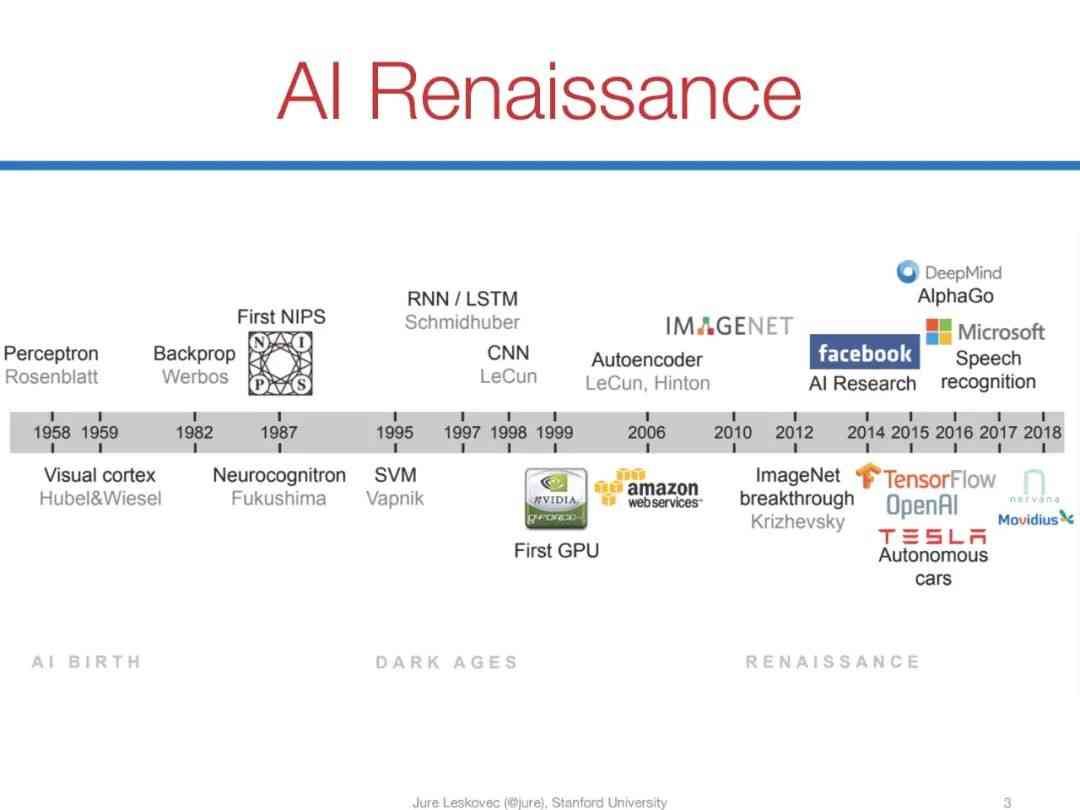 AI Renaissance
DeepMind
AlphaGo
RNN / LSTM
Schmidhuber
First NIPS
N I
P S
IMAGENET
Microsoft
Speech
recognition
Perceptron
Rosenblatt
Backprop
Werbos
CNN
LeCun
Autoencoder
LeCun, Hinton
facebook
AI Research
1958 1959 1982 1987 1995 1997 1998 1999 2006 2010 2012 2014 2015 2016 2017 2018
Visual cortex
Hubel&Wiesel
Neurocognitron
Fukushima
SVM
Vapnik
NVIDIA
GFORCE
First GPU
amazon
web services™
ImageNet
breakthrough
Krizhevsky
TensorFlow
OpenAI
TESLA
Autonomous
cars
nervana
Movidius
AI BIRTH DARK AGES RENAISSANCE
Jure Leskovec (@jure), Stanford University 3